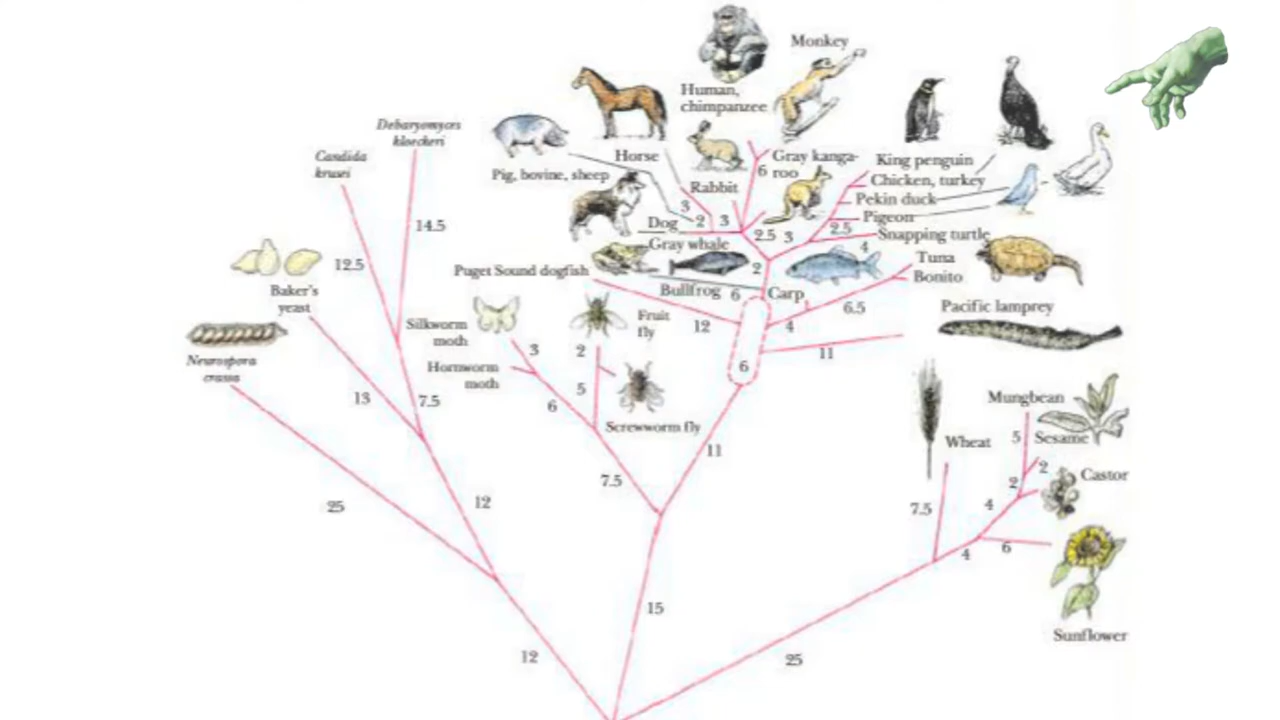 Monkey
Human,
chimpanzee
Debaryomyces
kloeckeri
Candida
krusei
Horse
Pig, bovine, sheep
Rabbit
6
Gray kanga-
roo
King penguin
Chicken, turkey
Pekin duck
Pigeon
Snapping turtle
3
2
3
Dog
2.5
3
2.5
4
14.5
Gray whale
12.5
Puget Sound dogfish
2
Tuna
Bonito
Baker's
yeast
Bullfrog
6
Carp
6.5
Pacific lamprey
Silkworm
moth
Fruit
fly
12
4
11
Neurospora
crassa
Hornworm
moth
3
2
6
13
7.5
6
5
Mungbean
Screwworm fly
Wheat
5
Sesame
11
2
Castor
7.5
2
25
12
7.5
4
4
6
15
Sunflower
12
25